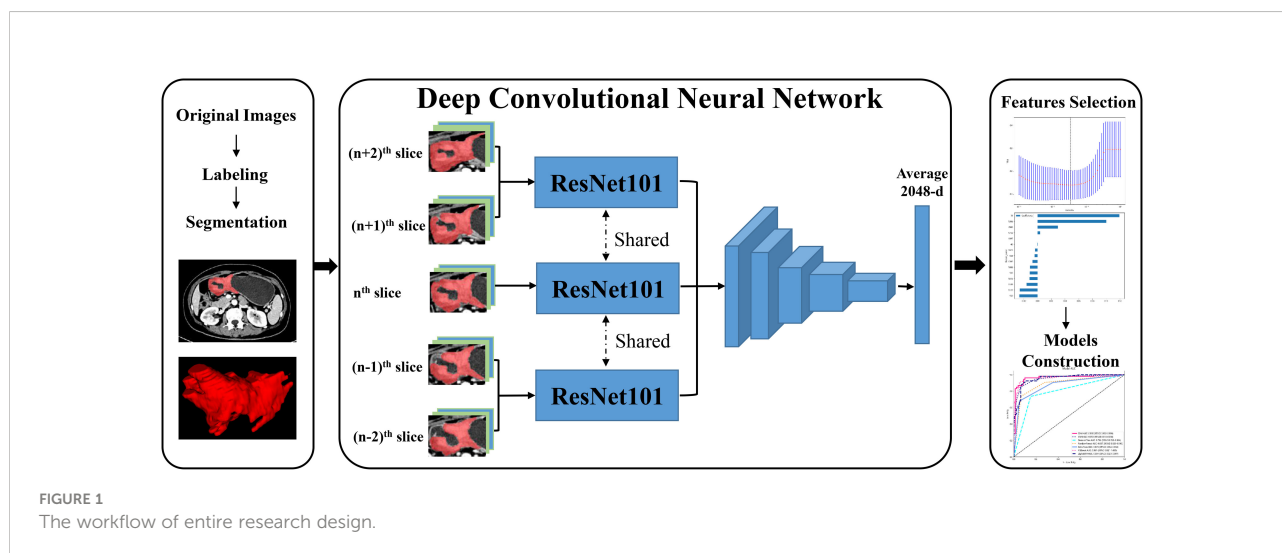 Original Images
Labeling
Segmentation
Deep Convolutional Neural Network
(n+2)th slice
(n+1)th slice
nth slice
(n-1)th slice
(n-2)th slice
ResNet101
Shared
ResNet101
Shared
ResNet101
Average
2048-d
Features Selection
Models
Construction
FIGURE 1
The workflow of entire research design.